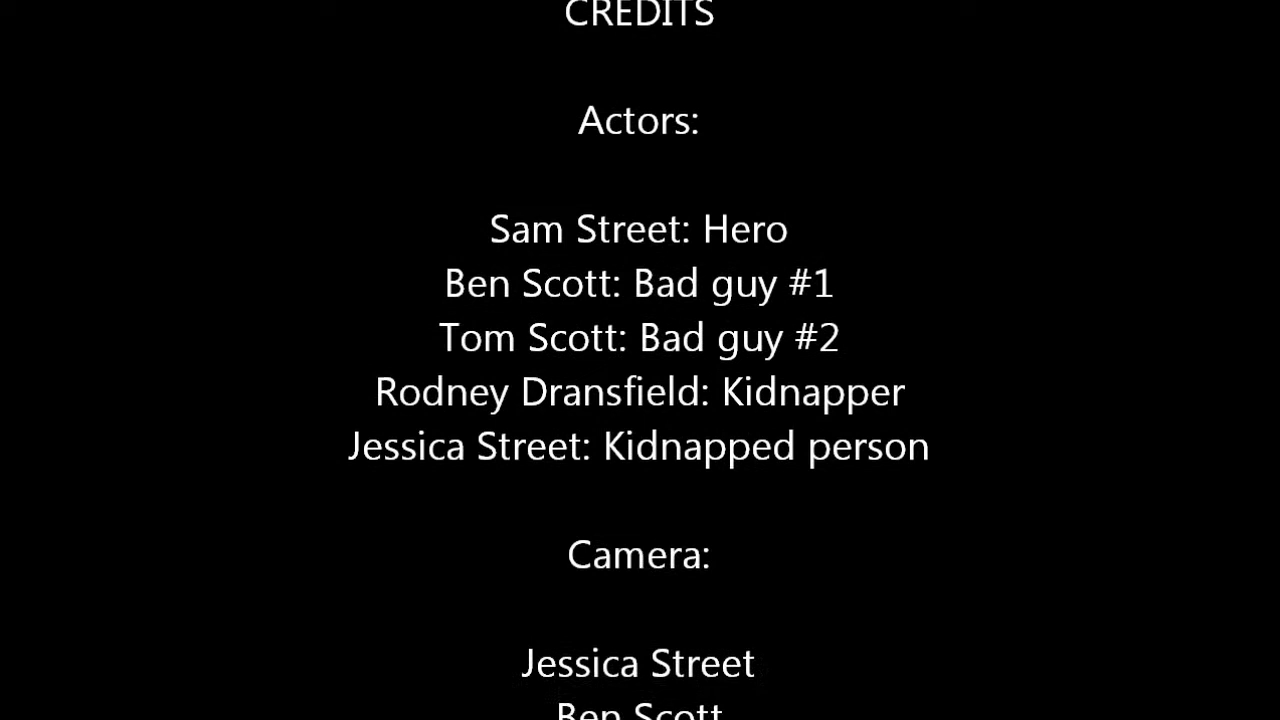 CREDITS
Actors:
Sam Street: Hero
Ben Scott: Bad guy #1
Tom Scott: Bad guy #2
Rodney Dransfield: Kidnapper
Jessica Street: Kidnapped person
Camera:
Jessica Street
Ben Scott